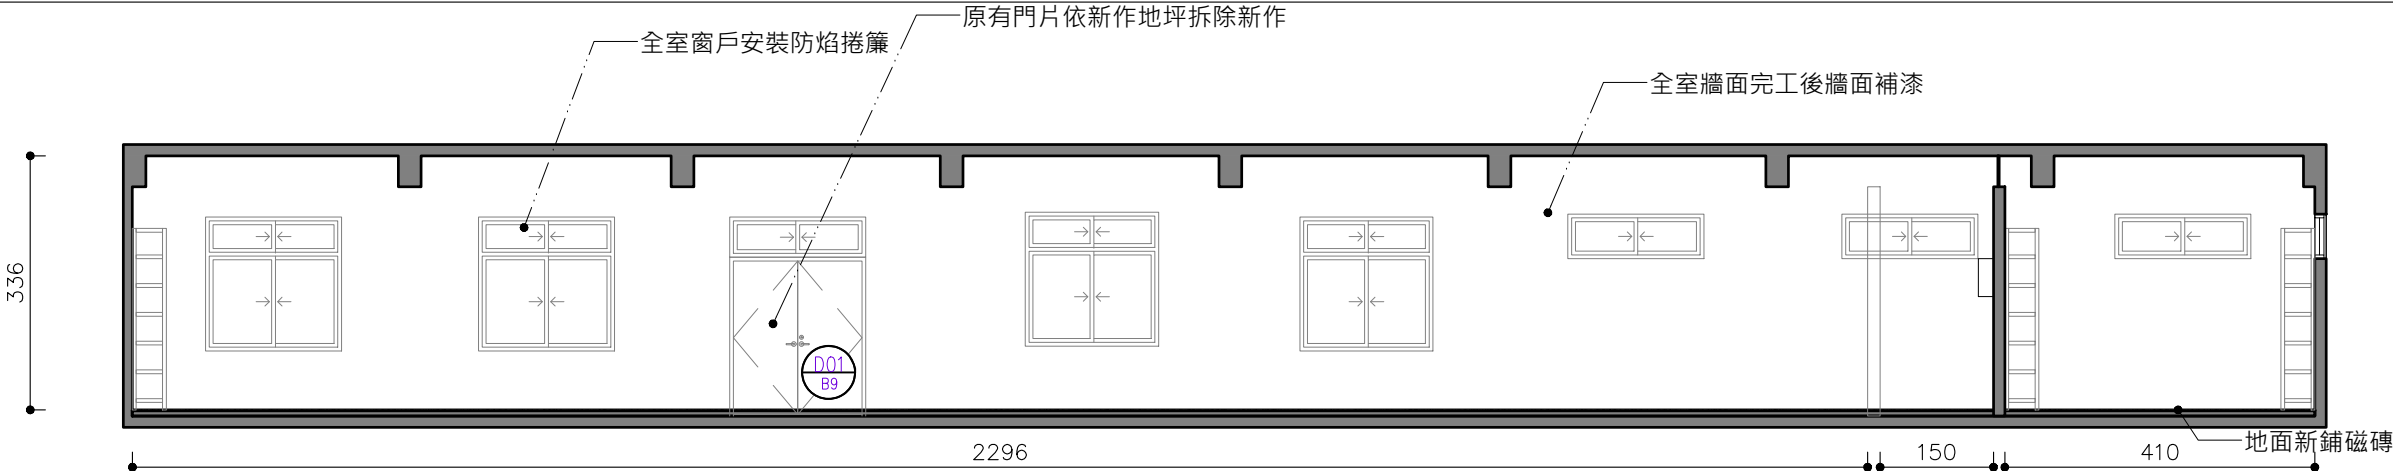 原有門片依新作地坪拆除新作
全室窗戶安裝防焰捲簾
全室牆面完工後牆面補漆
336
D01
B9
地面新鋪磁磚
2296
150
410